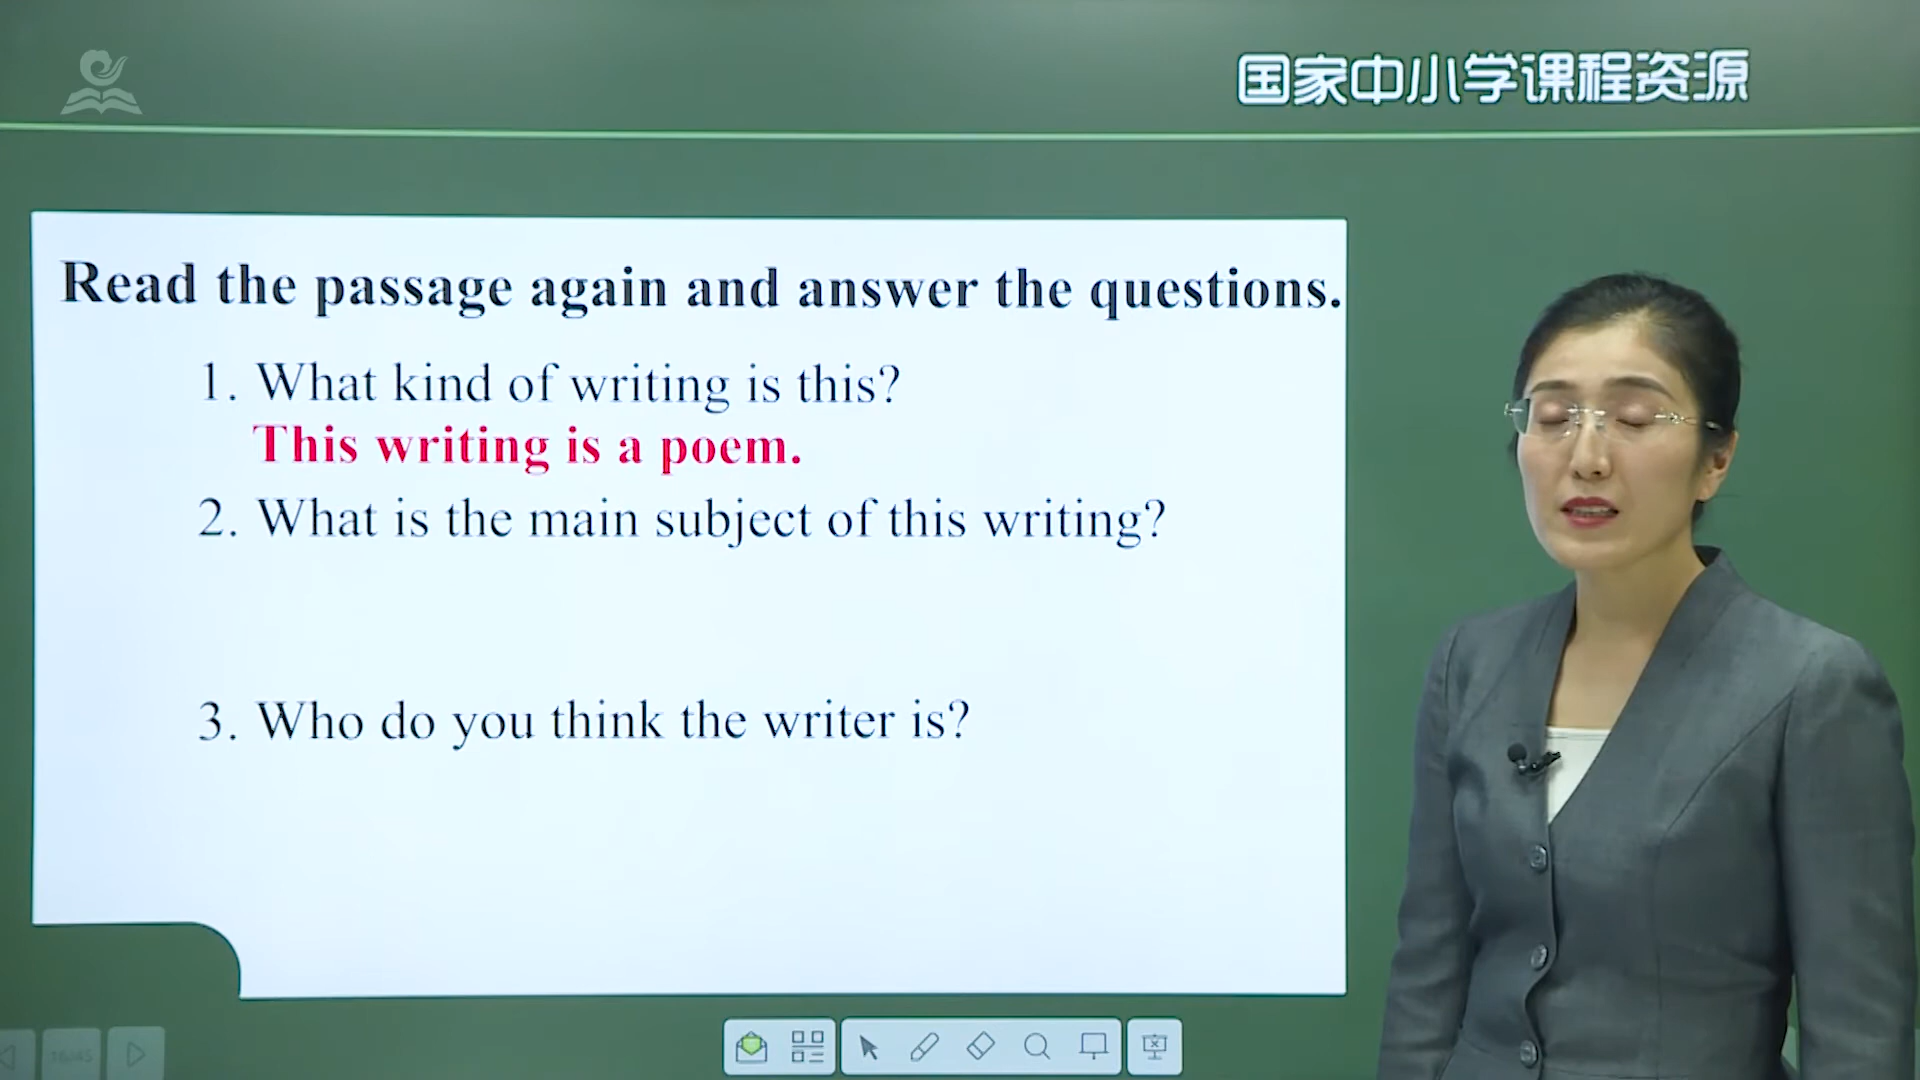 国家中小学课程资源
Read the passage again and answer the questions.
1. What kind of writing is this?
This writing is a poem.
2. What is the main subject of this writing?
3. Who do you think the writer is?
16/45